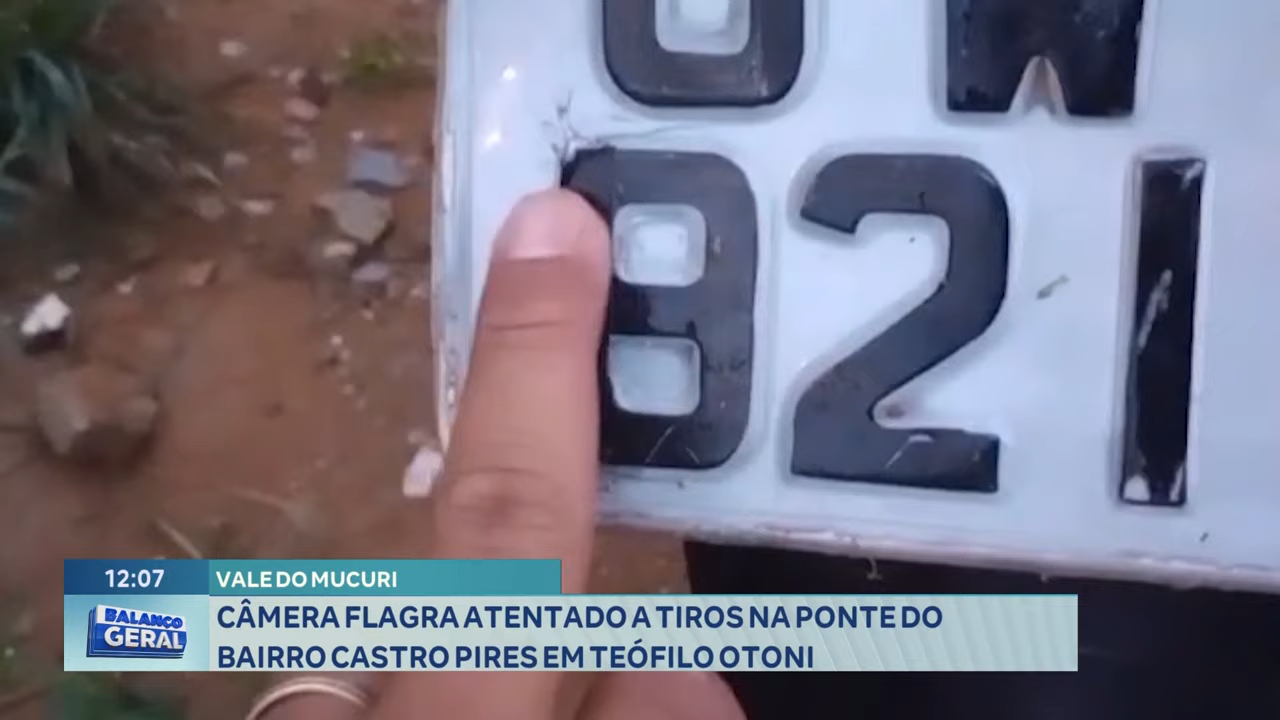 W
821
12:07
VALE DO MUCURI
BALANÇO
GERAL
CÂMERA FLAGRA ATENTADO A TIROS NA PONTE DO
BAIRRO CASTRO PIRES EM TEÓFILO OTONI